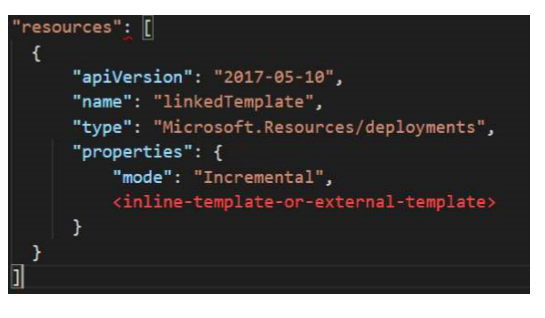 "resources": [
{
"apiVersion": "2017-05-10",
"name": "linkedTemplate",
"type": "Microsoft.Resources/deployments",
"properties": {
"mode": "Incremental",
<inline-template-or-external-template>
}
}
]